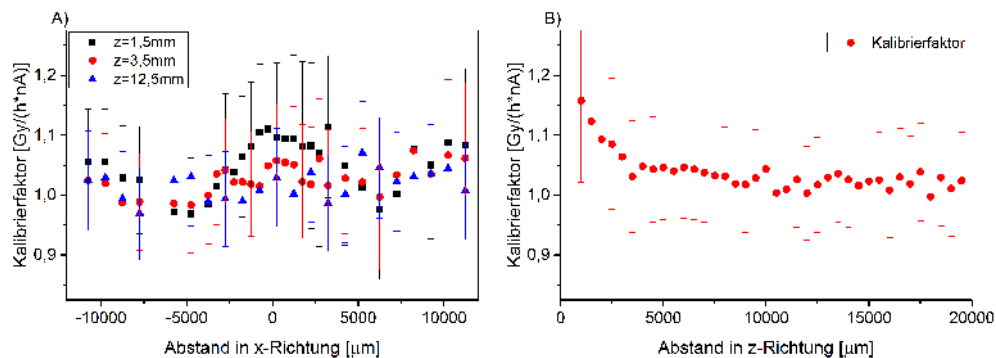 A)
z=1,5mm
z=3,5mm
z=12,5mm
Kalibrierfaktor [Gy/(h*nA)]
1,2
1,1
1,0
0,9
-10000 -5000 0 5000 10000
Abstand in x-Richtung [µm]
B)
Kalibrierfaktor
Kalibrierfaktor [Gy/(h*nA)]
1,2
1,1
1,0
0,9
0 5000 10000 15000 20000
Abstand in z-Richtung [µm]